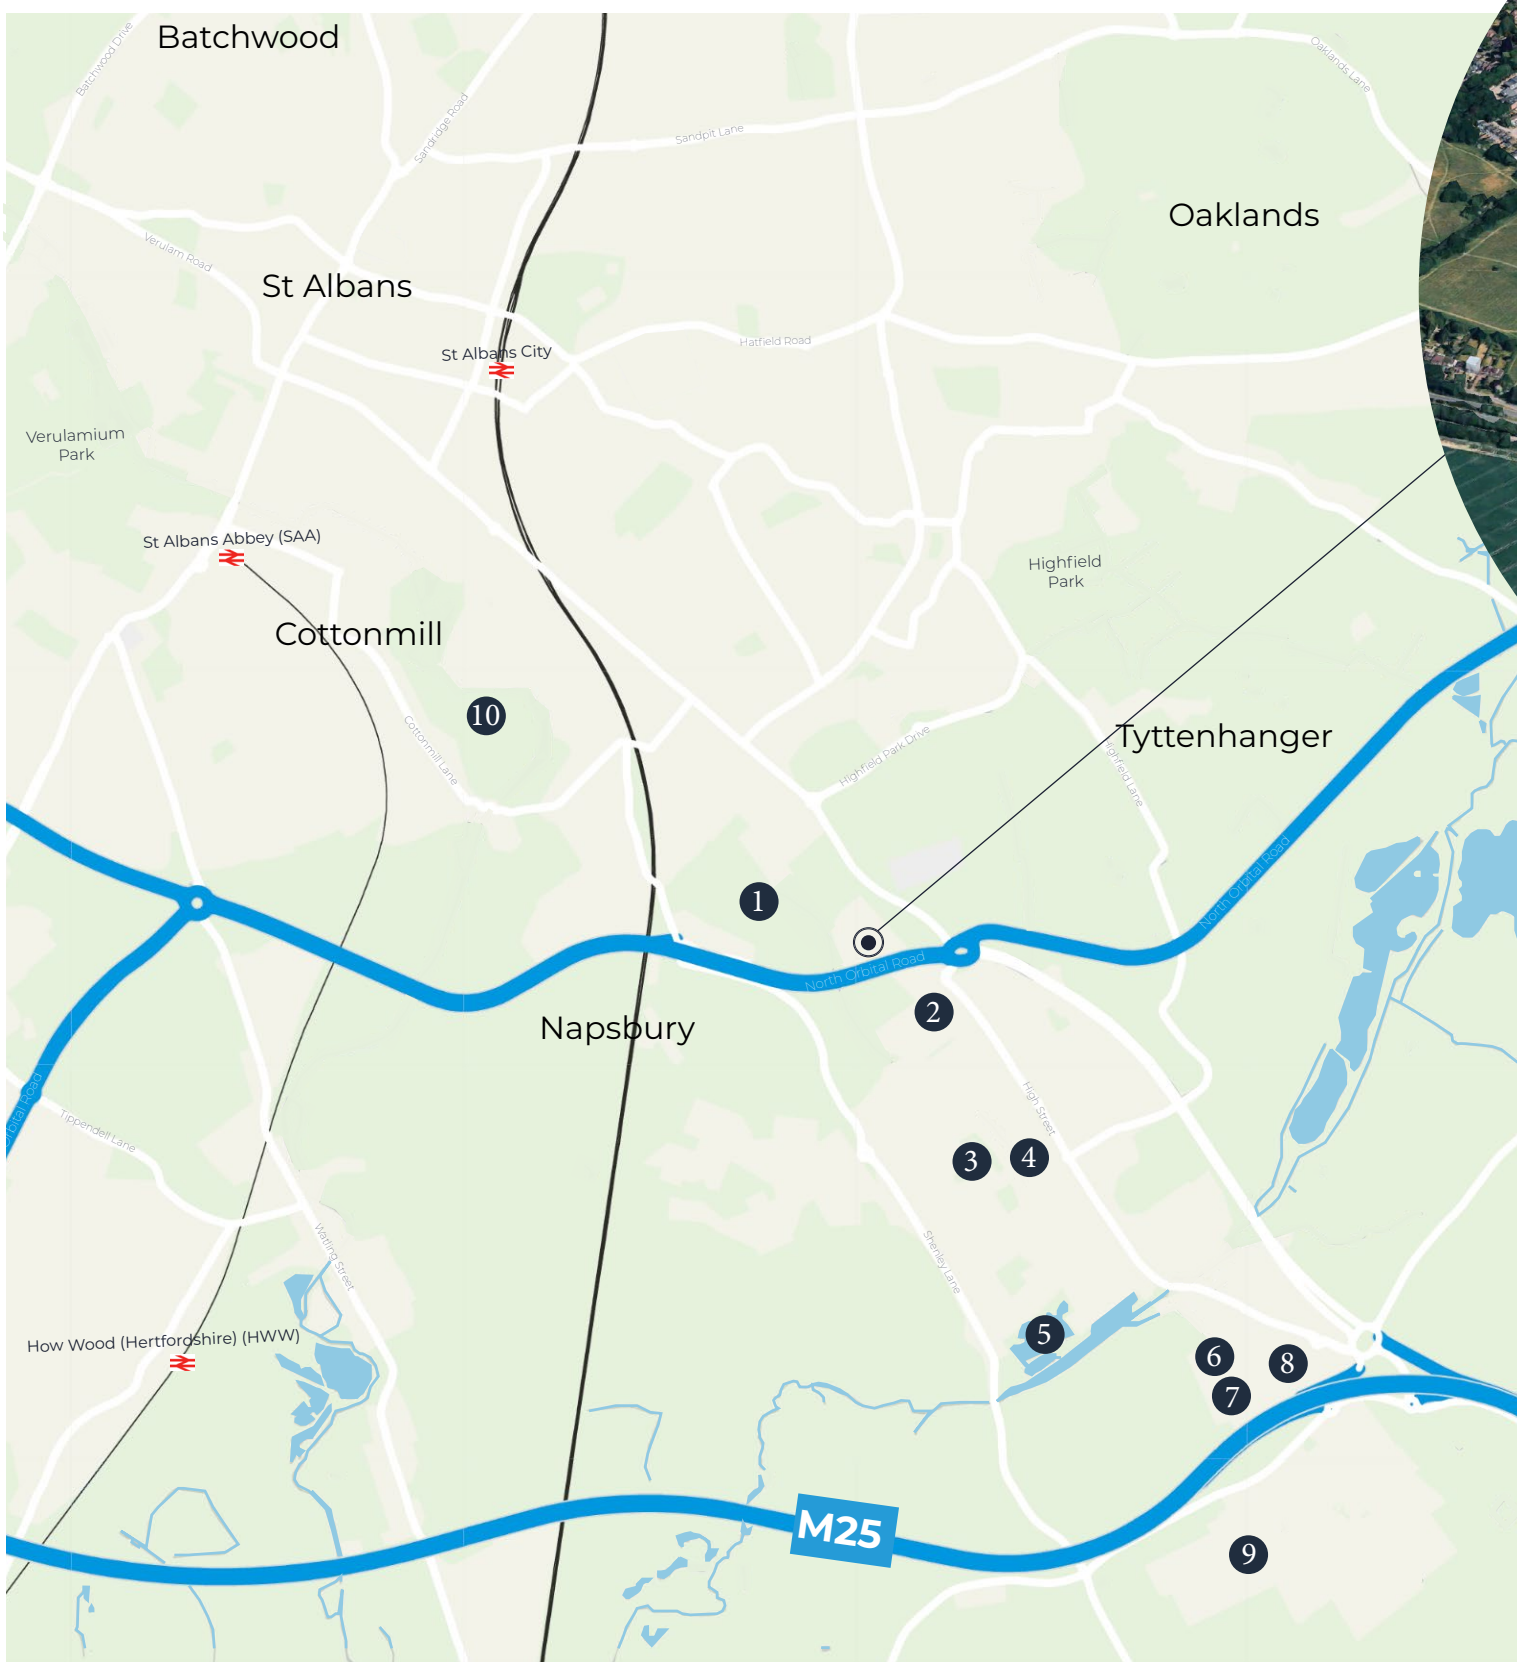 Batchwood
Batchwood Drive
Sandridge Road
Sandpit Lane
Oaklands Lane
Oaklands
Verulam Road
St Albans
St Albans City
Hatfield Road
Verulamium
Park
St Albans Abbey (SAA)
Highfield
Park
Cottonmill
10
Cottonmill Lane
Tyttenhanger
Highfield Park Drive
Highfield Lane
North Orbital Road
1
North Orbital Road
2
Napsbury
Orbital Road
Tippendell Lane
High Street
3
4
Watling Street
Shenley Lane
How Wood (Hertfordshire) (HWW)
5
6
7
8
M25
9